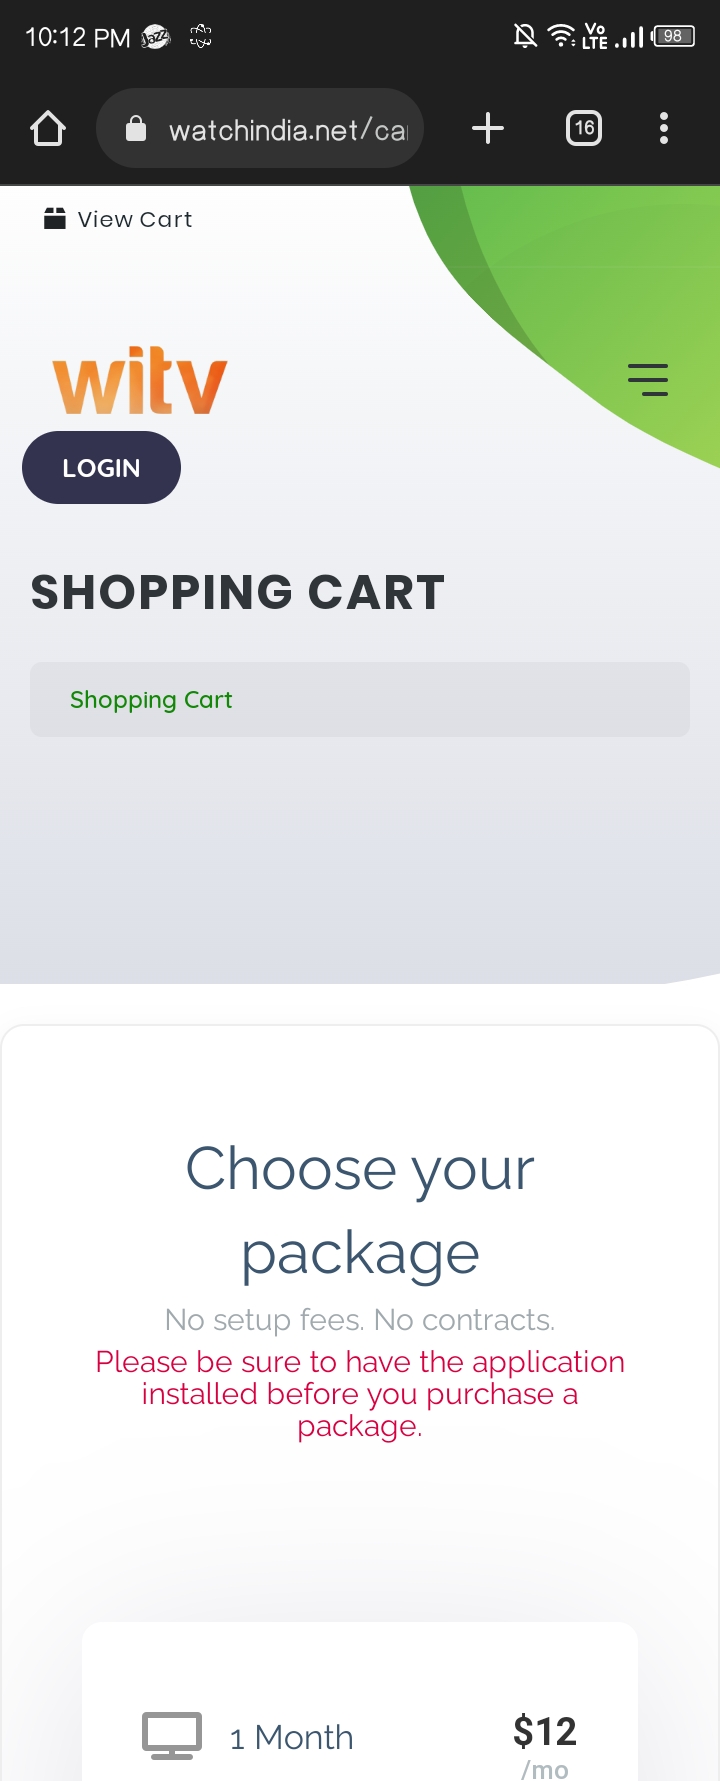 10:12 PM
Jazz
Vo
LTE
98
watchindia.net/ca
16
View Cart
witv
LOGIN
SHOPPING CART
Shopping Cart
Choose your
package
No setup fees. No contracts.
Please be sure to have the application
installed before you purchase a
package.
1 Month
$12
/mo